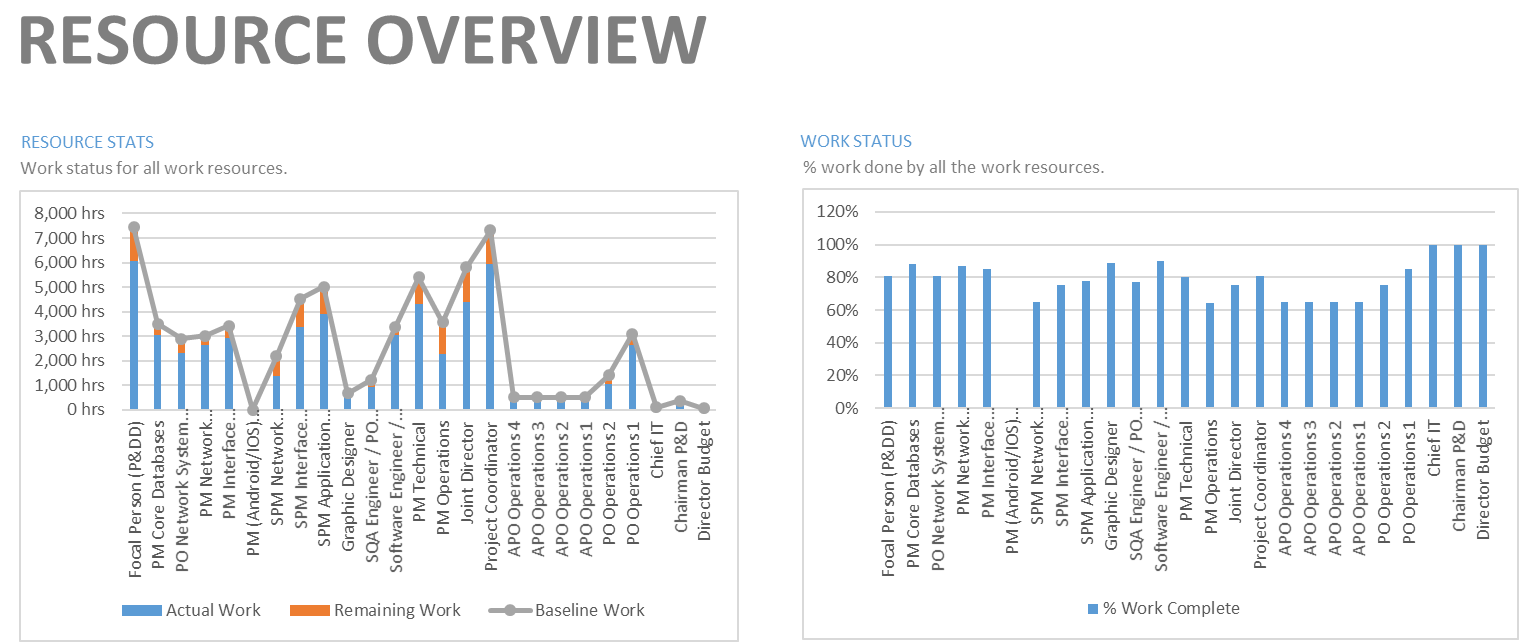 RESOURCE OVERVIEW
RESOURCE STATS
Work status for all work resources.
8,000 hrs
7,000 hrs
6,000 hrs
5,000 hrs
4,000 hrs
3,000 hrs
2,000 hrs
1,000 hrs
0 hrs
Focal Person (P&DD)
PM Core Databases
PO Network System...
PM Network...
PM Interface...
PM (Android/IOS)...
SPM Network...
SPM Interface...
SPM Application...
Graphic Designer
SQA Engineer / PO...
Software Engineer /...
PM Technical
PM Operations
Joint Director
Project Coordinator
APO Operations 4
APO Operations 3
APO Operations 2
APO Operations 1
PO Operations 2
PO Operations 1
Chief IT
Chairman P&D
Director Budget
Actual Work
Remaining Work
Baseline Work
WORK STATUS
% work done by all the work resources.
120%
100%
80%
60%
40%
20%
0%
Focal Person (P&DD)
PM Core Databases
PO Network System...
PM Network...
PM Interface...
PM (Android/IOS)...
SPM Network...
SPM Interface...
SPM Application...
Graphic Designer
SQA Engineer / PO...
Software Engineer /...
PM Technical
PM Operations
Joint Director
Project Coordinator
APO Operations 4
APO Operations 3
APO Operations 2
APO Operations 1
PO Operations 2
PO Operations 1
Chief IT
Chairman P&D
Director Budget
% Work Complete